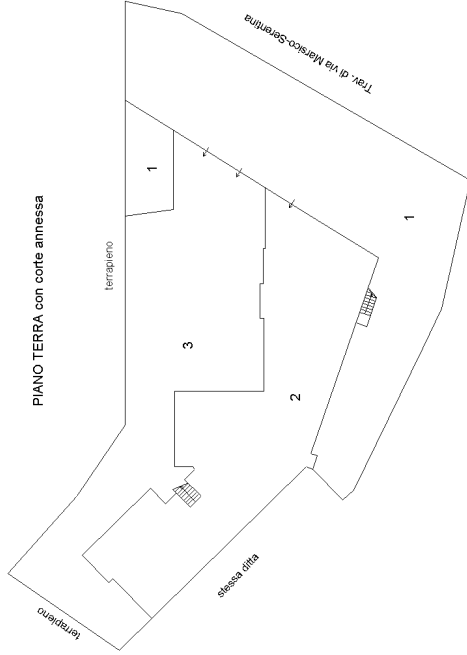 PIANO TERRA con corte annessa
Trav. di via Marsico-Serentina
terrapieno
1
3
2
1
stessa ditta
terrapieno